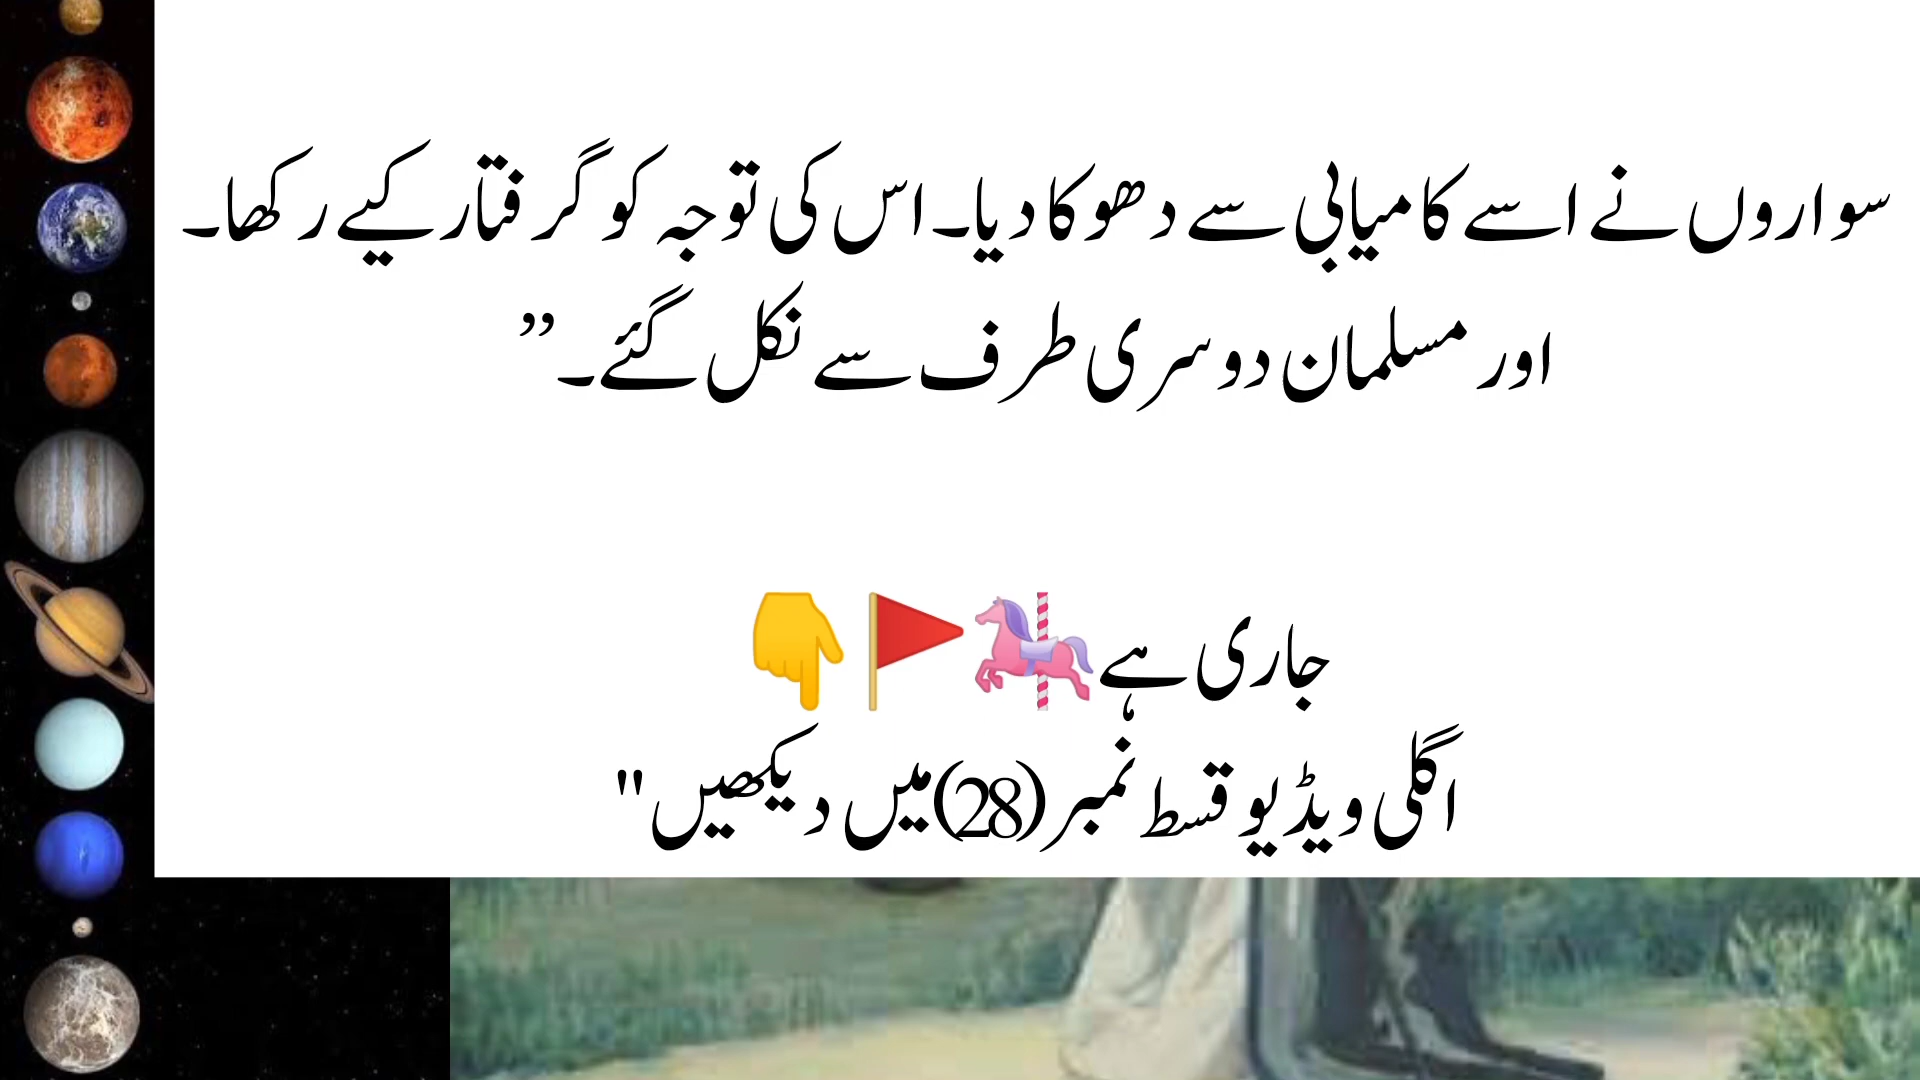 سواروں نے اسے کامیابی سے دھوکا دیا۔اس کی توجہ کو گرفتار کیے رکھا۔
اور مسلمان دوسری طرف سے نکل گئے۔”
جاری ہے🎠🚩👇
اگلی ویڈیو قسط نمبر (28)میں دیکھیں"